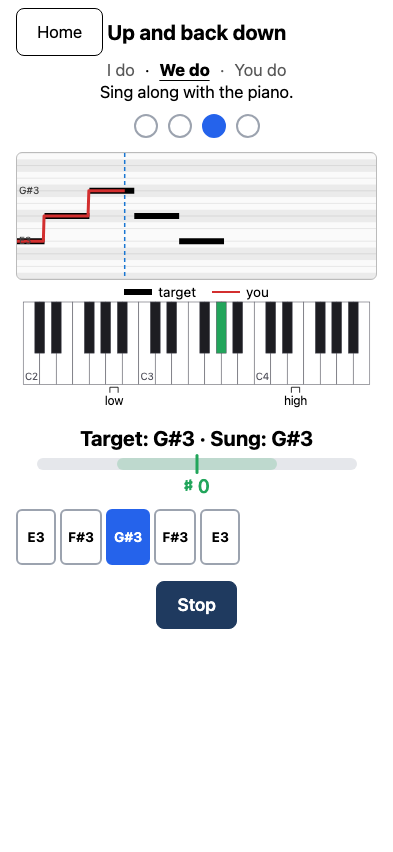 Home
Up and back down
I do · We do · You do
Sing along with the piano.
G#3
E3
target
you
C2
C3
C4
low
high
Target: G#3 · Sung: G#3
♯ 0
E3
F#3
G#3
F#3
E3
Stop